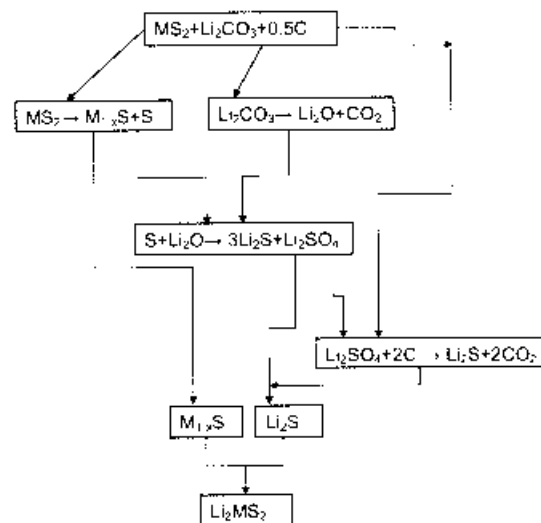 MS₂+Li₂CO₃+0.5C
MS₂→ M₁₋ₓS+S
Li₂CO₃→ Li₂O+CO₂
S+Li₂O→ 3Li₂S+Li₂SO₄
Li₂SO₄+2C → Li₂S+2CO₂
M₁₋ₓS
Li₂S
Li₂MS₂